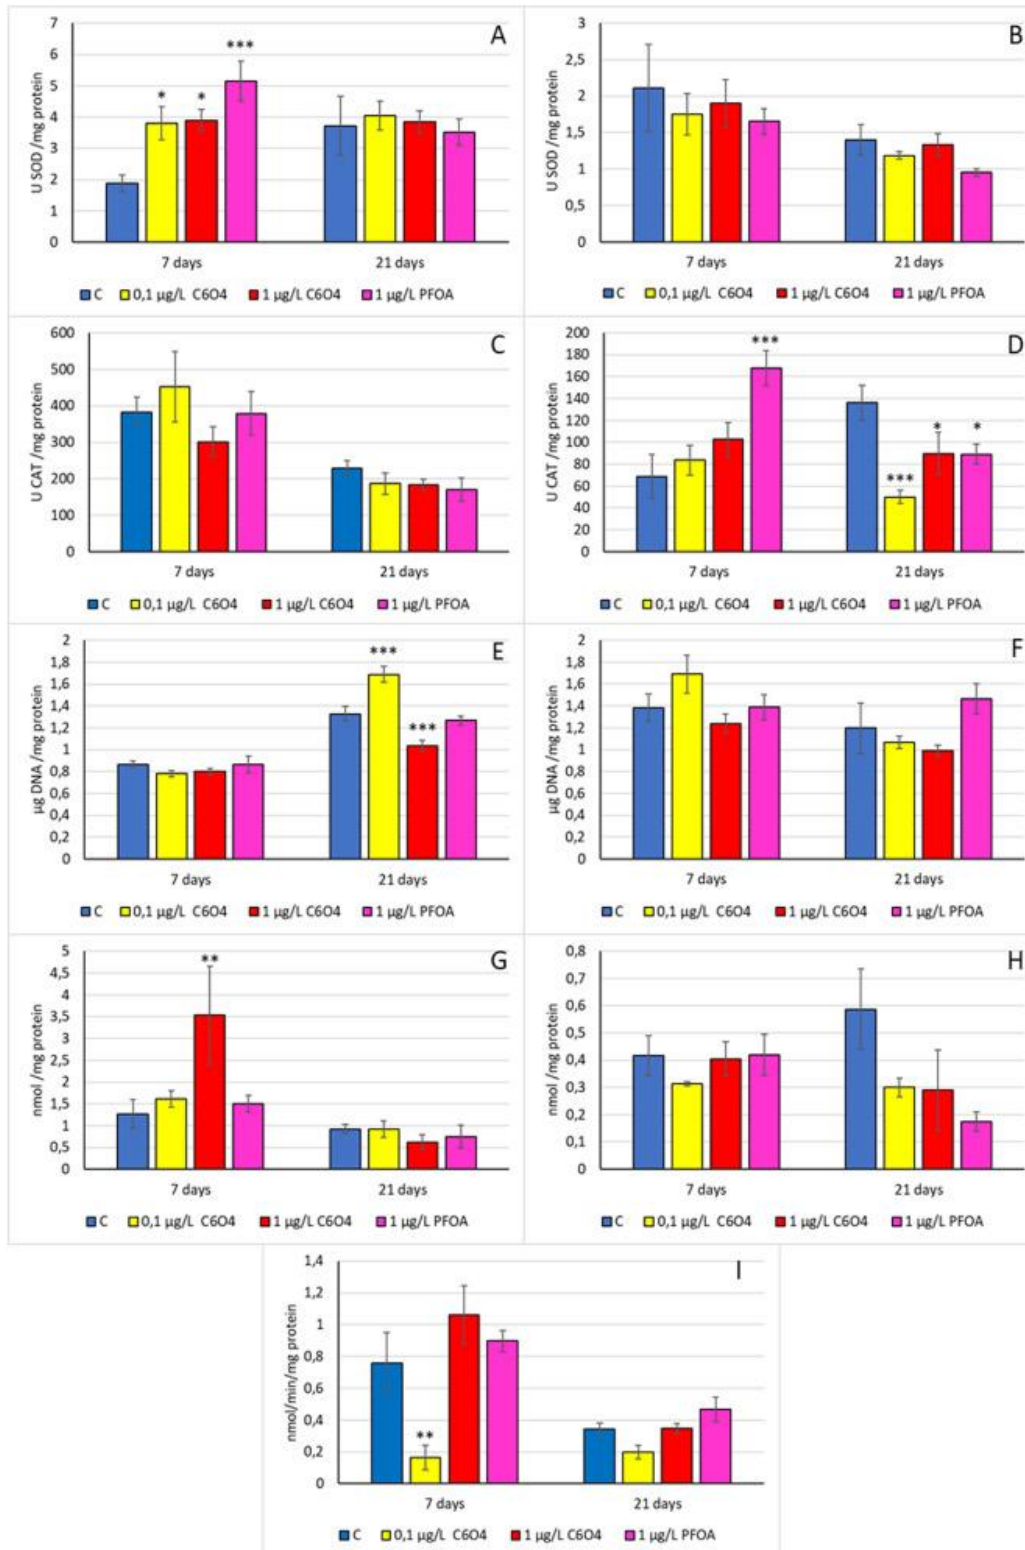 A
U SOD /mg protein
7
6
5
4
3
2
1
0
* * ***
7 days 21 days
C 0,1 µg/L C6O4 1 µg/L C6O4 1 µg/L PFOA
B
U SOD /mg protein
3
2,5
2
1,5
1
0,5
0
7 days 21 days
C 0,1 µg/L C6O4 1 µg/L C6O4 1 µg/L PFOA
C
U CAT /mg protein
600
500
400
300
200
100
0
7 days 21 days
C 0,1 µg/L C6O4 1 µg/L C6O4 1 µg/L PFOA
D
U CAT /mg protein
200
180
160
140
120
100
80
60
40
20
0
*** *** * *
7 days 21 days
C 0,1 µg/L C6O4 1 µg/L C6O4 1 µg/L PFOA
E
µg DNA /mg protein
2
1,8
1,6
1,4
1,2
1
0,8
0,6
0,4
0,2
0
*** ***
7 days 21 days
C 0,1 µg/L C6O4 1 µg/L C6O4 1 µg/L PFOA
F
µg DNA /mg protein
2
1,8
1,6
1,4
1,2
1
0,8
0,6
0,4
0,2
0
7 days 21 days
C 0,1 µg/L C6O4 1 µg/L C6O4 1 µg/L PFOA
G
nmol /mg protein
5
4,5
4
3,5
3
2,5
2
1,5
1
0,5
0
**
7 days 21 days
C 0,1 µg/L C6O4 1 µg/L C6O4 1 µg/L PFOA
H
nmol /mg protein
0,8
0,7
0,6
0,5
0,4
0,3
0,2
0,1
0
7 days 21 days
C 0,1 µg/L C6O4 1 µg/L C6O4 1 µg/L PFOA
I
nmol/min/mg protein
1,4
1,2
1
0,8
0,6
0,4
0,2
0
**
7 days 21 days
C 0,1 µg/L C6O4 1 µg/L C6O4 1 µg/L PFOA